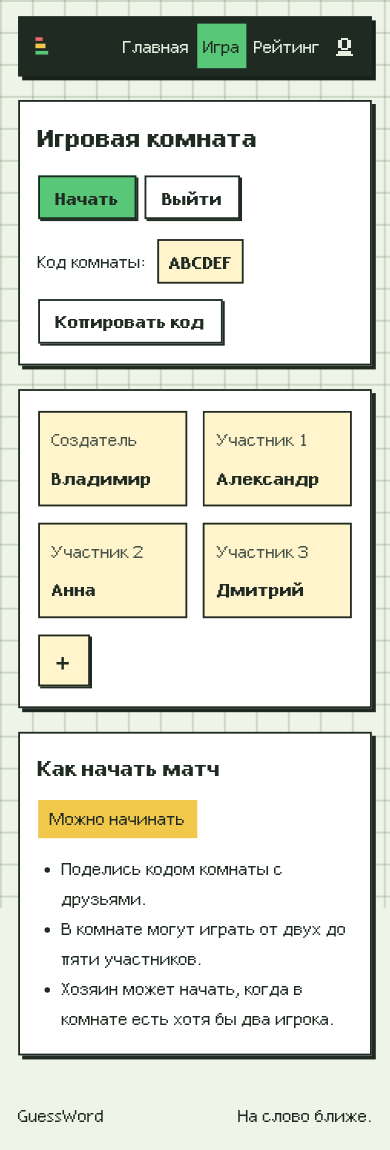 Главная Игра Рейтинг
Игровая комната
Начать Выйти
Код комнаты: ABCDEF
Копировать код
Создатель Участник 1
Владимир Александр
Участник 2 Участник 3
Анна Дмитрий
+
Как начать матч
Можно начинать
• Поделись кодом комнаты с
друзьями.
• В комнате могут играть от двух до
пяти участников.
• Хозяин может начать, когда в
комнате есть хотя бы два игрока.
GuessWord На слово ближе.